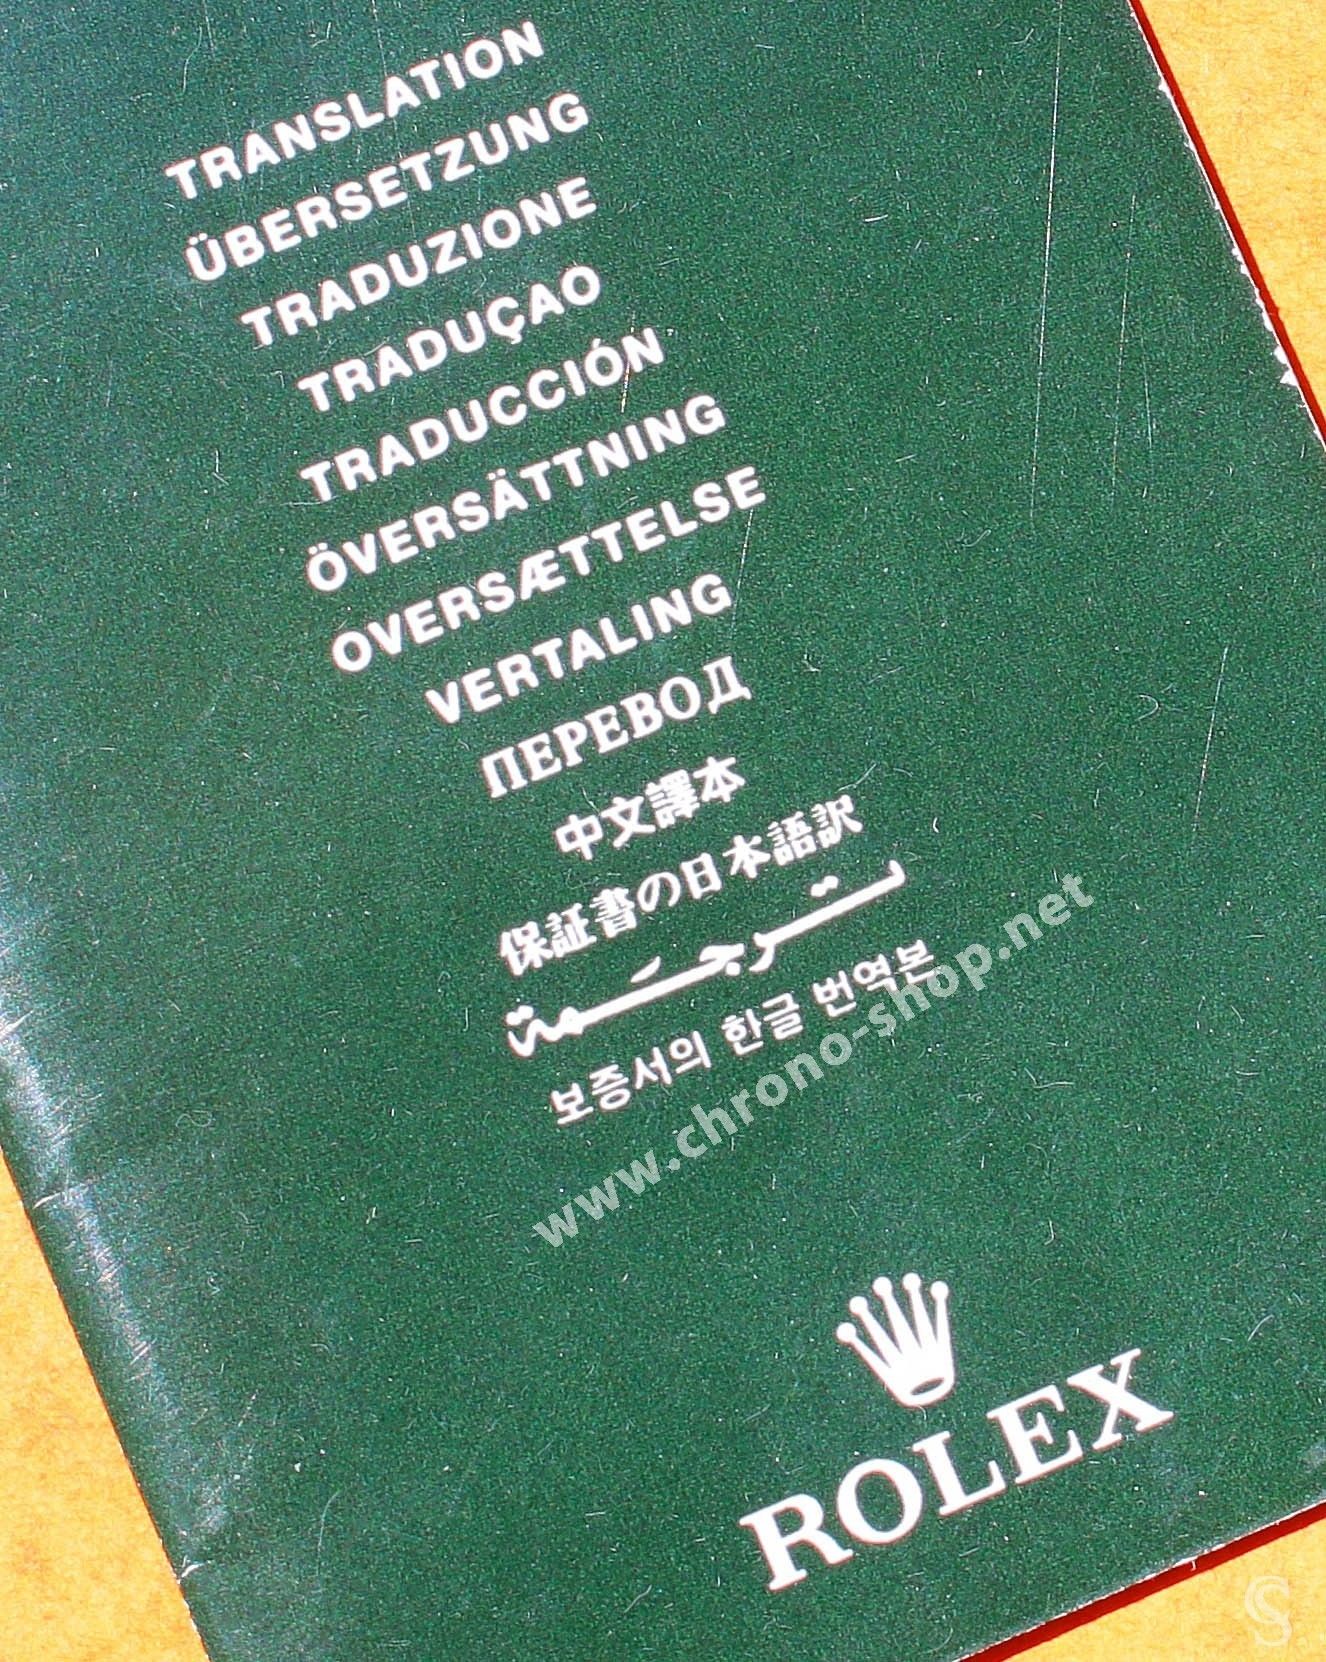 TRANSLATION
ÜBERSETZUNG
TRADUZIONE
TRADUÇAO
TRADUCCIÓN
ÖVERSÄTTNING
OVERSÆTTELSE
VERTALING
ПЕРЕВОД
中文譯本
保証書の日本語訳
ترجمة
보증서의 한글 번역본
www.chrono-shop.net
ROLEX